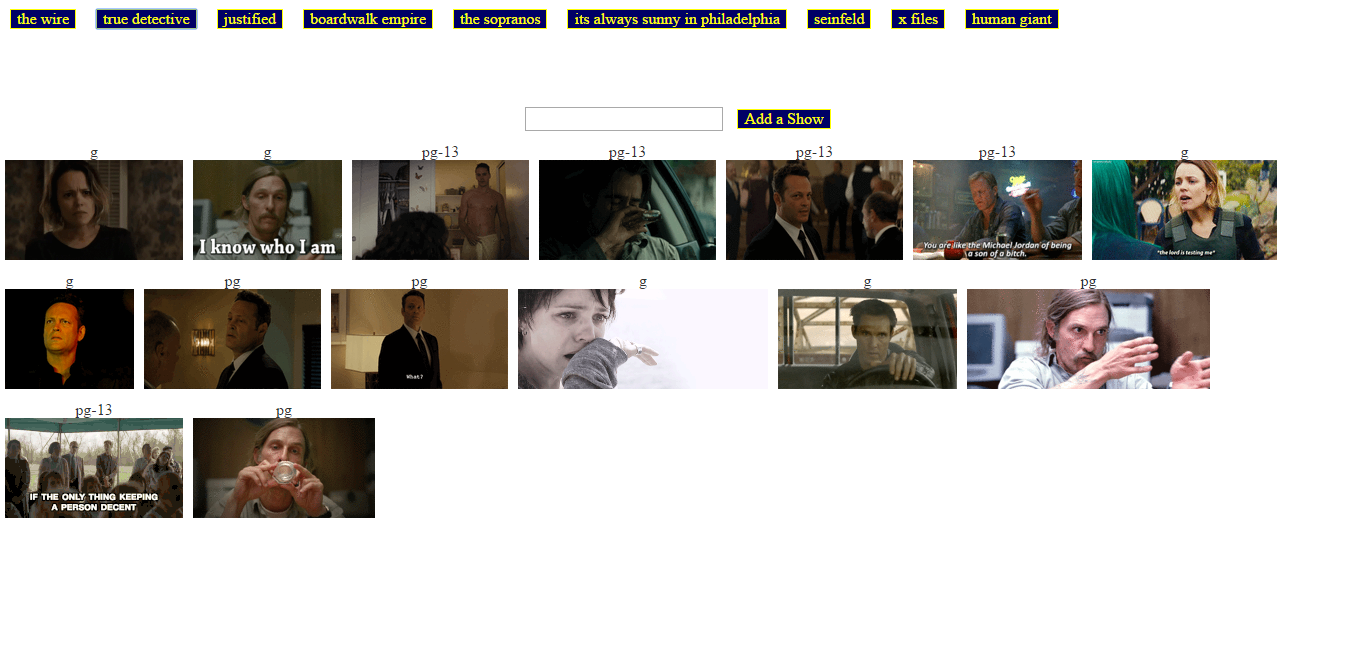 the wire true detective justified boardwalk empire the sopranos its always sunny in philadelphia seinfeld x files human giant
Add a Show
g g pg-13 pg-13 pg-13 pg-13 g
I know who I am
You are like the Michael Jordan of being
a son of a bitch.
*the lord is testing me*
g pg pg g g pg
What?
pg-13 pg
IF THE ONLY THING KEEPING
A PERSON DECENT